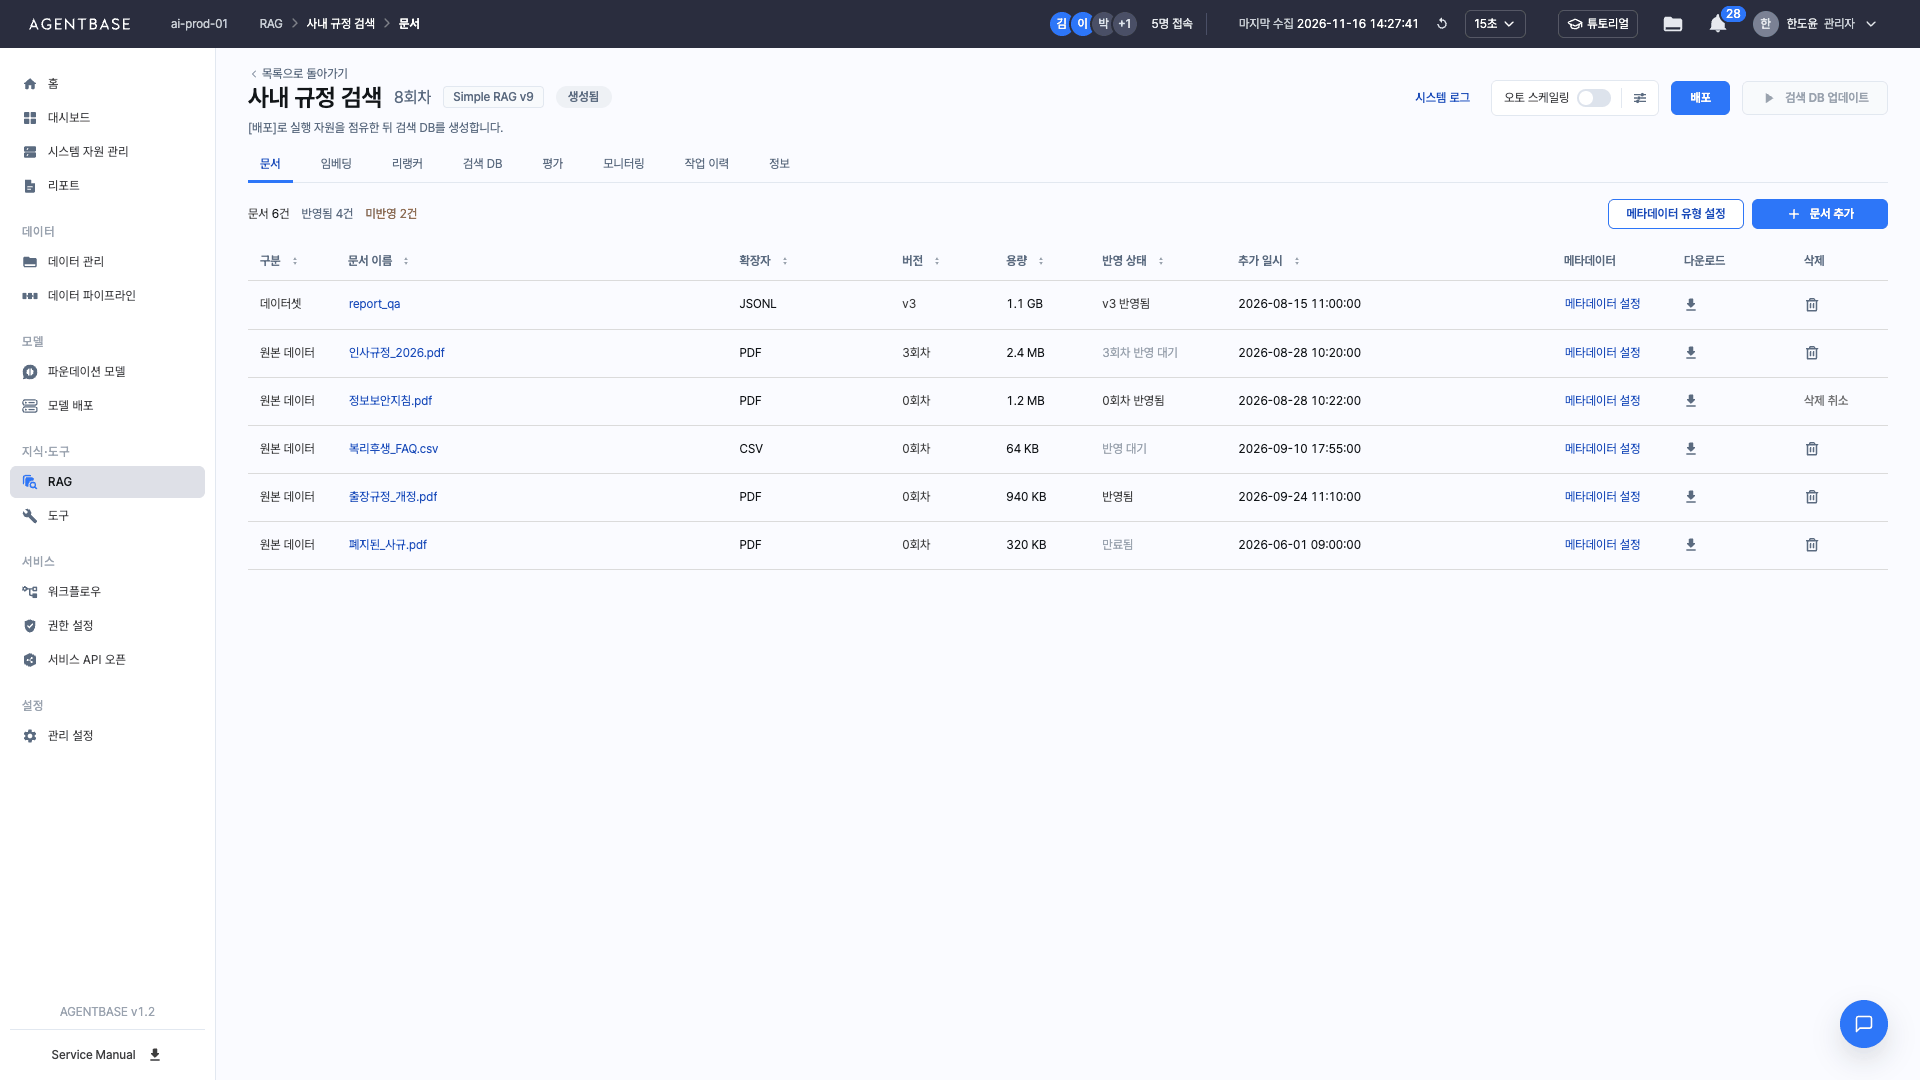 AGENTBASE
ai-prod-01
RAG > 사내 규정 검색 > 문서
김 이 박 +1 5명 접속
마지막 수집 2026-11-16 14:27:41
15초
튜토리얼
28
한 한도윤 관리자
홈
대시보드
시스템 자원 관리
리포트
데이터
데이터 관리
데이터 파이프라인
모델
파운데이션 모델
모델 배포
지식·도구
RAG
도구
서비스
워크플로우
권한 설정
서비스 API 오픈
설정
관리 설정
AGENTBASE v1.2
Service Manual
목록으로 돌아가기
사내 규정 검색 8회차 Simple RAG v9 생성됨
[배포]로 실행 자원을 점유한 뒤 검색 DB를 생성합니다.
시스템 로그 오토 스케일링 배포 검색 DB 업데이트
문서 임베딩 리랭커 검색 DB 평가 모니터링 작업 이력 정보
문서 6건 반영됨 4건 미반영 2건
메타데이터 유형 설정 + 문서 추가
구분 문서 이름 확장자 버전 용량 반영 상태 추가 일시 메타데이터 다운로드 삭제
데이터셋 report_qa JSONL v3 1.1 GB v3 반영됨 2026-08-15 11:00:00 메타데이터 설정
원본 데이터 인사규정_2026.pdf PDF 3회차 2.4 MB 3회차 반영 대기 2026-08-28 10:20:00 메타데이터 설정
원본 데이터 정보보안지침.pdf PDF 0회차 1.2 MB 0회차 반영됨 2026-08-28 10:22:00 메타데이터 설정 삭제 취소
원본 데이터 복리후생_FAQ.csv CSV 0회차 64 KB 반영 대기 2026-09-10 17:55:00 메타데이터 설정
원본 데이터 출장규정_개정.pdf PDF 0회차 940 KB 반영됨 2026-09-24 11:10:00 메타데이터 설정
원본 데이터 폐지된_사규.pdf PDF 0회차 320 KB 만료됨 2026-06-01 09:00:00 메타데이터 설정